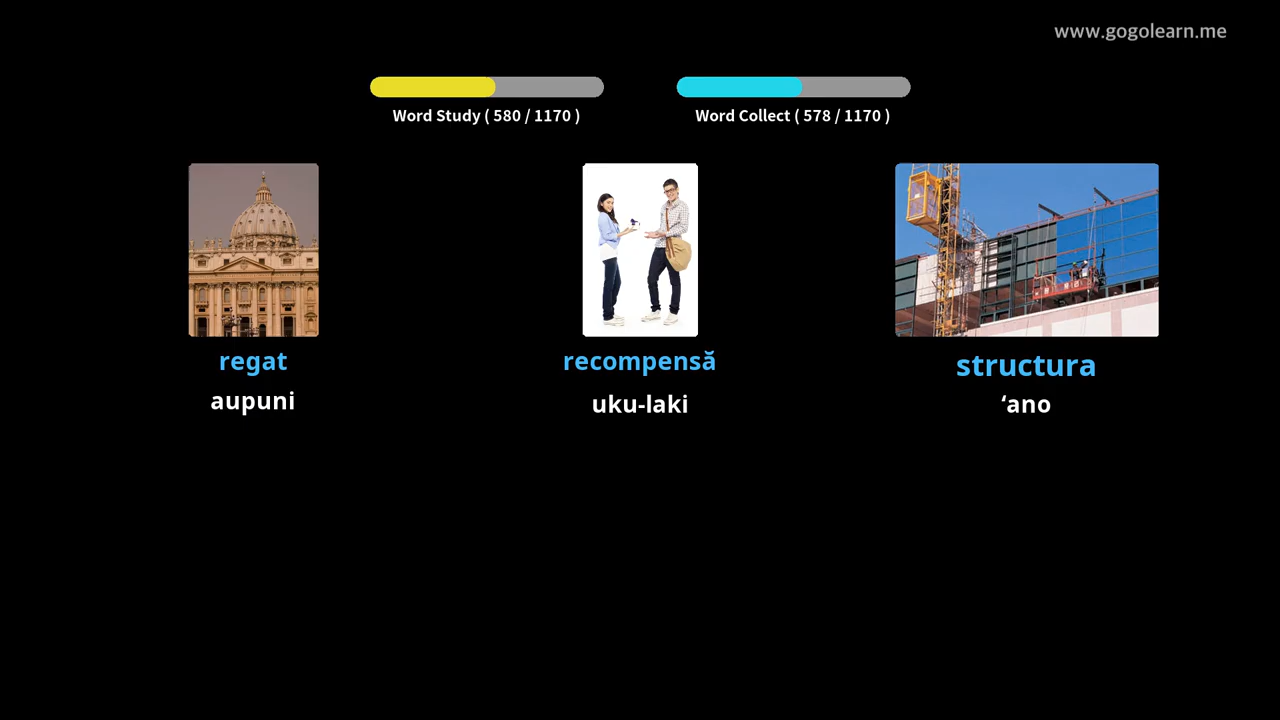 www.gogolearn.me
Word Study ( 580 / 1170 )
Word Collect ( 578 / 1170 )
regat
recompensă
structura
aupuni
uku-laki
ʻano